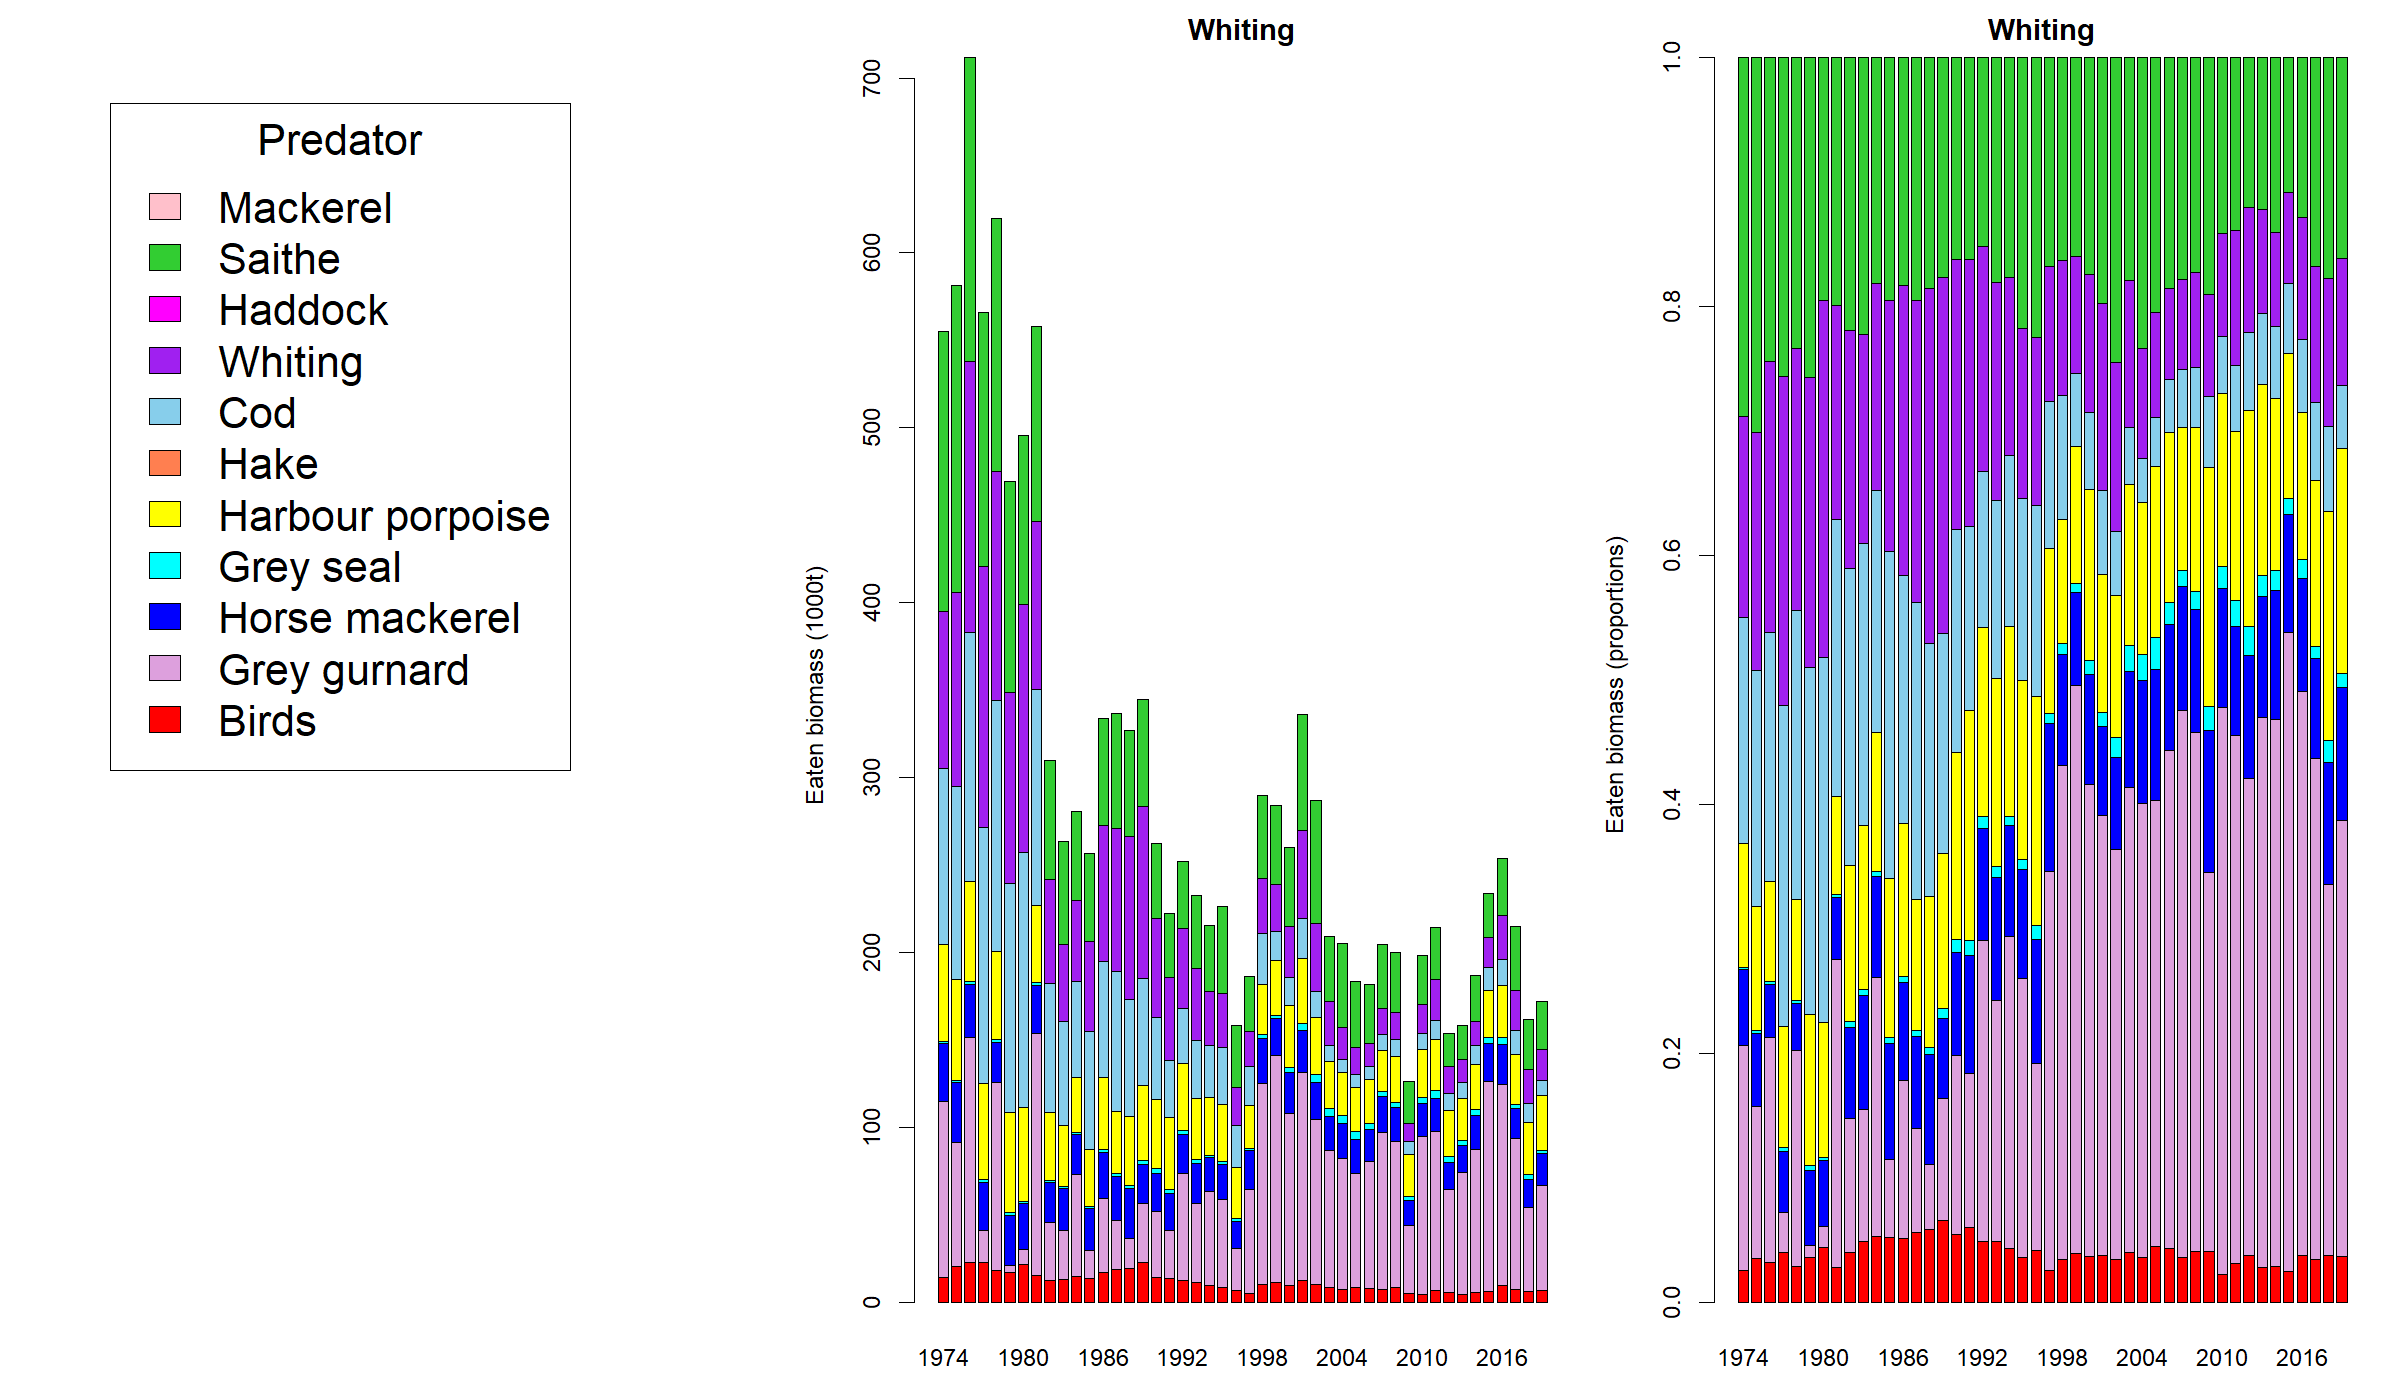 Predator
Mackerel
Saithe
Haddock
Whiting
Cod
Hake
Harbour porpoise
Grey seal
Horse mackerel
Grey gurnard
Birds
Whiting
Eaten biomass (1000t)
700
600
500
400
300
200
100
0
1974 1980 1986 1992 1998 2004 2010 2016
Whiting
Eaten biomass (proportions)
1.0
0.8
0.6
0.4
0.2
0.0
1974 1980 1986 1992 1998 2004 2010 2016